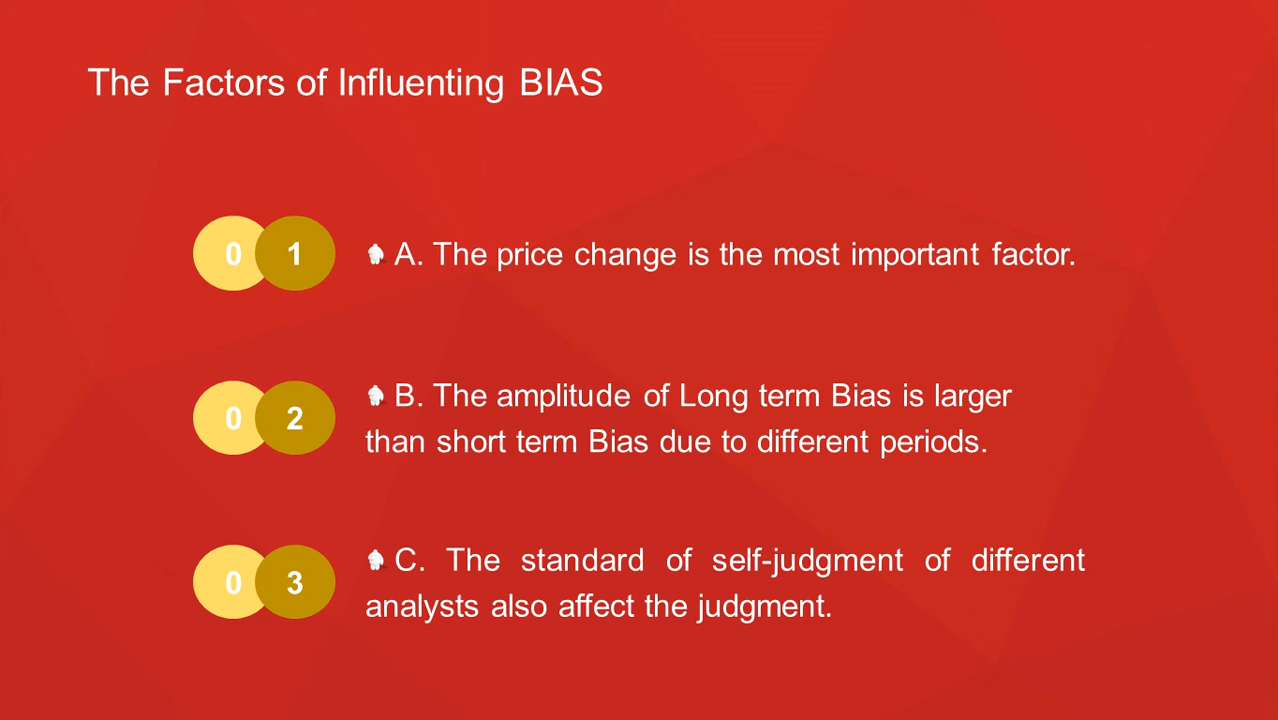 The Factors of Influenting BIAS
0 1
A. The price change is the most important factor.
0 2
B. The amplitude of Long term Bias is larger
than short term Bias due to different periods.
0 3
C. The standard of self-judgment of different
analysts also affect the judgment.